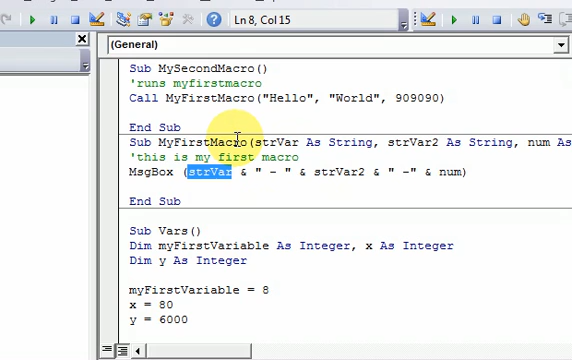 Ln 8, Col 15
(General)
Sub MySecondMacro()
'runs myfirstmacro
Call MyFirstMacro("Hello", "World", 909090)
End Sub
Sub MyFirstMacro(strVar As String, strVar2 As String, num As
'this is my first macro
MsgBox (strVar & " - " & strVar2 & " -" & num)
End Sub
Sub Vars()
Dim myFirstVariable As Integer, x As Integer
Dim y As Integer
myFirstVariable = 8
x = 80
y = 6000